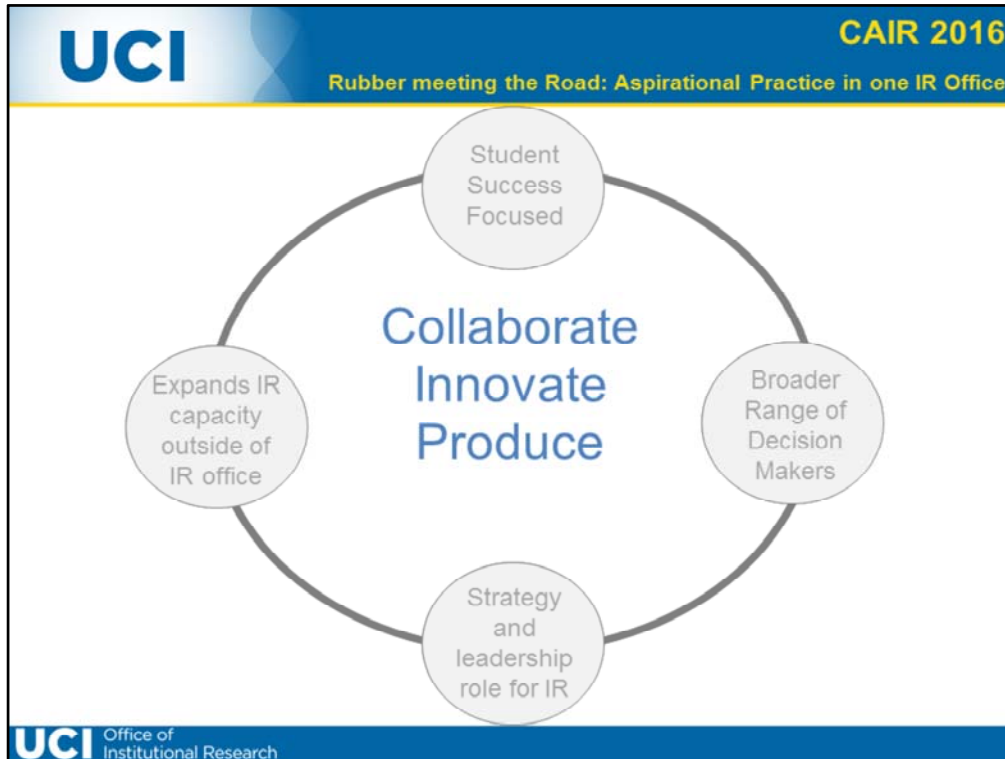 UCI
CAIR 2016
Rubber meeting the Road: Aspirational Practice in one IR Office
Student
Success
Focused
Collaborate
Innovate
Produce
Expands IR
capacity
outside of
IR office
Broader
Range of
Decision
Makers
Strategy
and
leadership
role for IR
UCI
Office of
Institutional Research